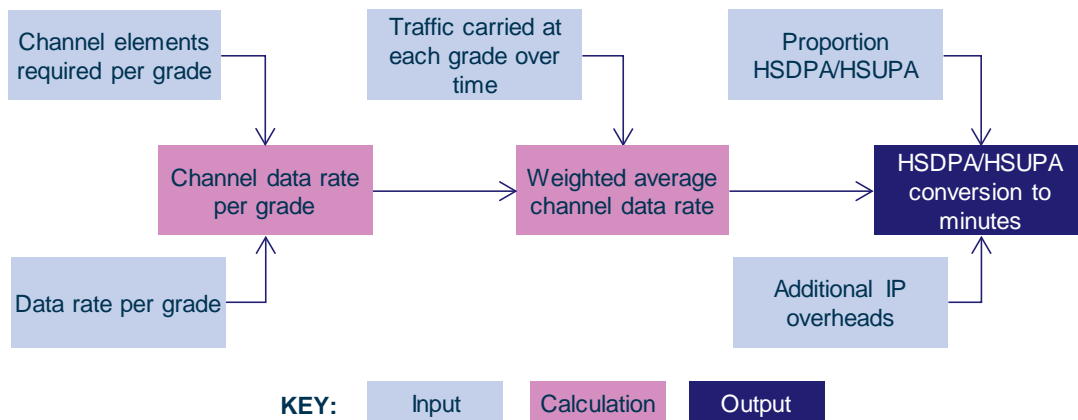 Channel elements
required per grade
Traffic carried at
each grade over
time
Proportion
HSDPA/HSUPA
Channel data rate
per grade
Weighted average
channel data rate
HSDPA/HSUPA
conversion to
minutes
Data rate per grade
Additional IP
overheads
KEY:
Input
Calculation
Output